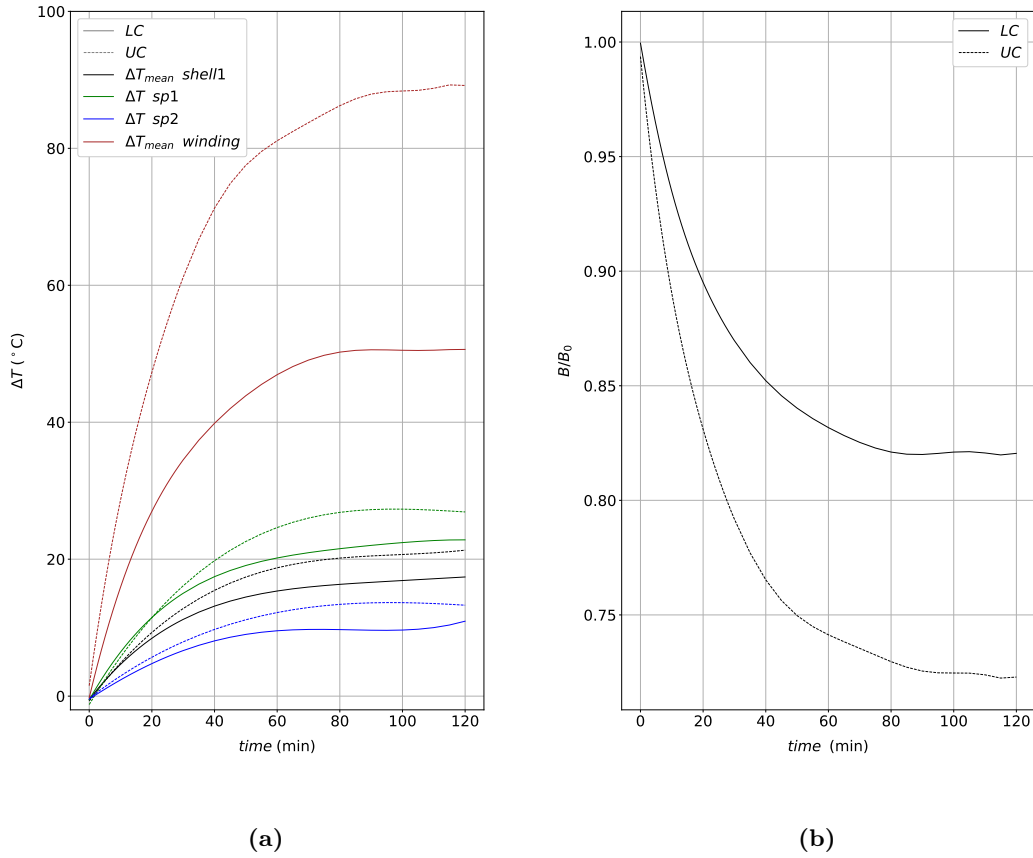 100
80
60
40
20
0
0 20 40 60 80 100 120
ΔT (°C)
time (min)
LC
UC
ΔT_mean shell1
ΔT sp1
ΔT sp2
ΔT_mean winding
(a)
1.00
0.95
0.90
0.85
0.80
0.75
0 20 40 60 80 100 120
B/B_0
time (min)
LC
UC
(b)